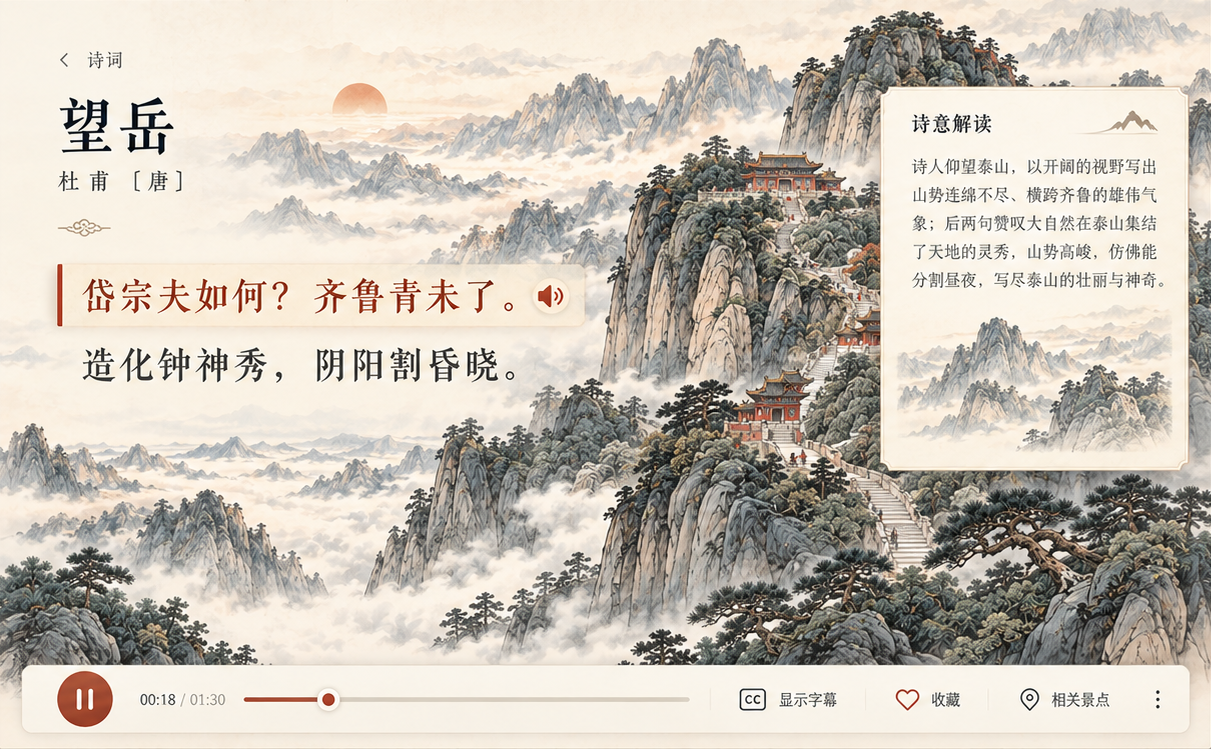 诗词
望岳
杜甫〔唐〕
岱宗夫如何？齐鲁青未了。
造化钟神秀，阴阳割昏晓。
诗意解读
诗人仰望泰山，以开阔的视野写出
山势连绵不尽、横跨齐鲁的雄伟气
象；后两句赞叹大自然在泰山集结
了天地的灵秀，山势高峻，仿佛能
分割昼夜，写尽泰山的壮丽与神奇。
00:18 / 01:30
CC 显示字幕
收藏
相关景点